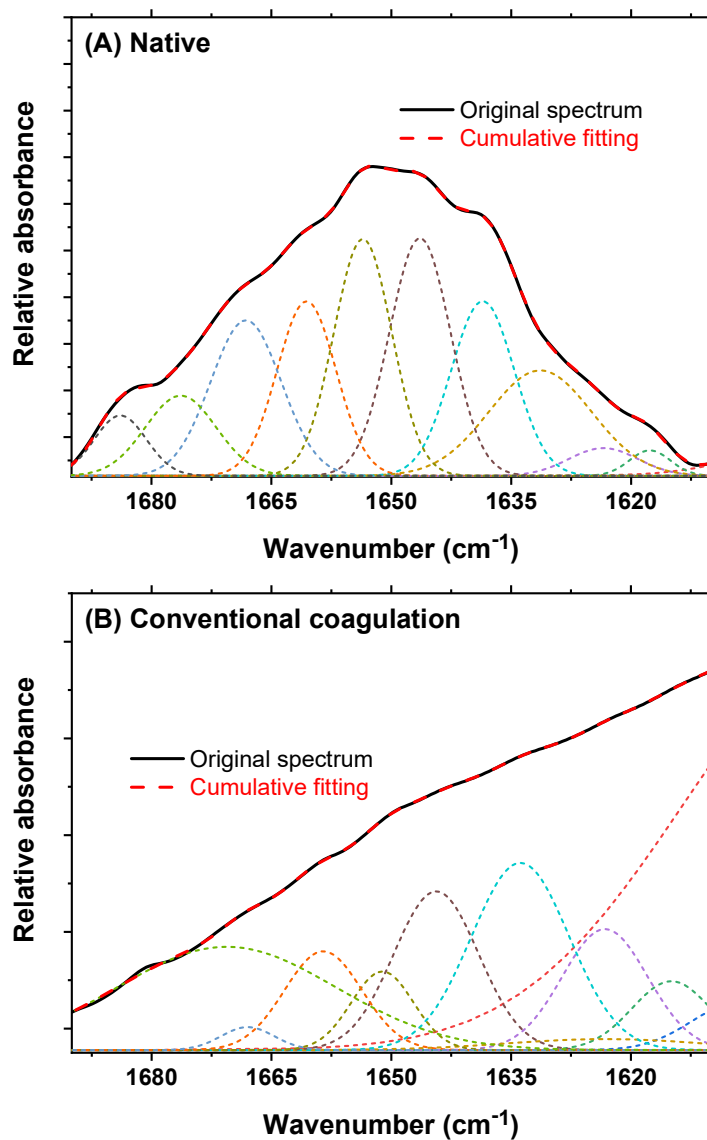 (A) Native
Original spectrum
Cumulative fitting
Relative absorbance
1680 1665 1650 1635 1620
Wavenumber (cm⁻¹)
(B) Conventional coagulation
Original spectrum
Cumulative fitting
Relative absorbance
1680 1665 1650 1635 1620
Wavenumber (cm⁻¹)